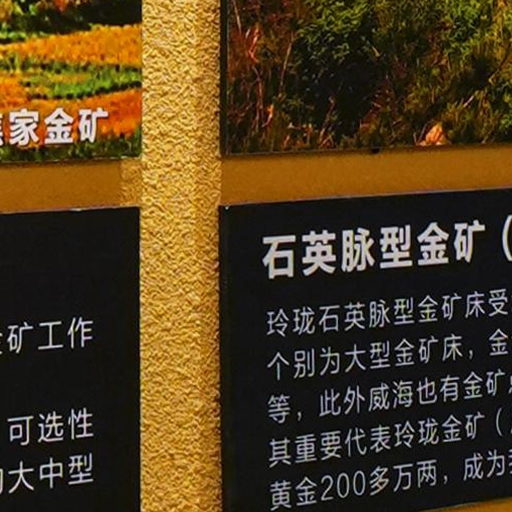 家金矿
矿工作
可选性
大中型
石英脉型金矿（
玲珑石英脉型金矿床受
个别为大型金矿床，金
等，此外威海也有金矿
其重要代表玲珑金矿（
黄金200多万两，成为